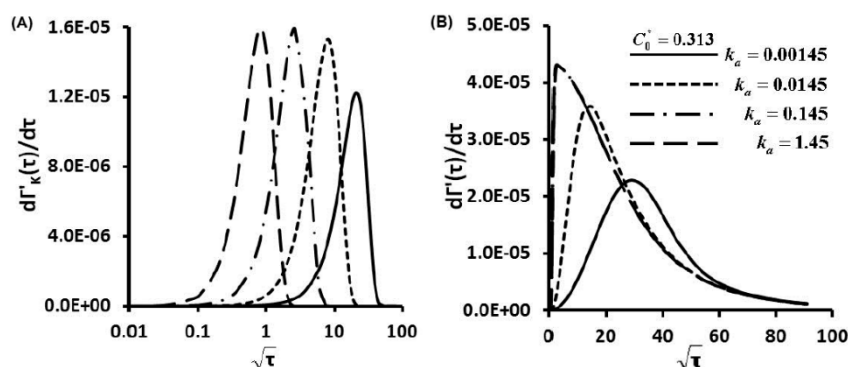 (A)
dΓ'κ(τ)/dτ
1.6E-05
1.2E-05
8.0E-06
4.0E-06
0.0E+00
0.01 0.1 1 10 100
√τ
(B)
dΓ'(τ)/dτ
5.0E-05
4.0E-05
3.0E-05
2.0E-05
1.0E-05
0.0E+00
0 20 40 60 80 100
√τ
C₀* = 0.313
kₐ = 0.00145
kₐ = 0.0145
kₐ = 0.145
kₐ = 1.45